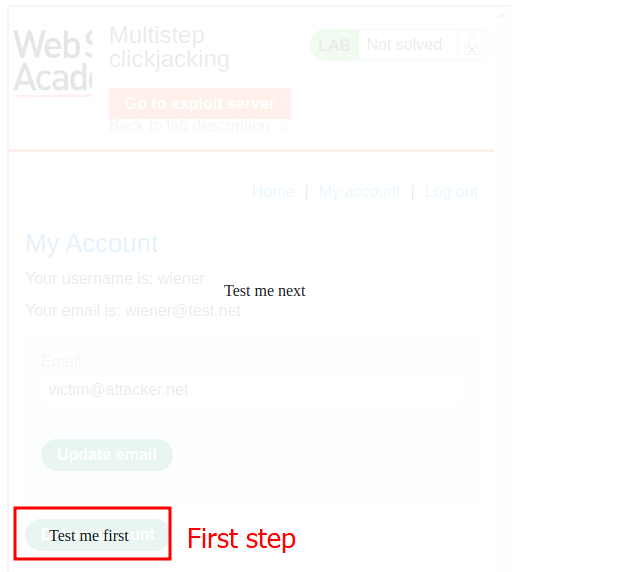 Web S
Acade
Multistep
clickjacking
LAB Not solved
Go to exploit server
Back to lab description »
Home | My account | Log out
My Account
Your username is: wiener
Test me next
Your email is: wiener@test.net
Email
victim@attacker.net
Update email
Test me first
First step